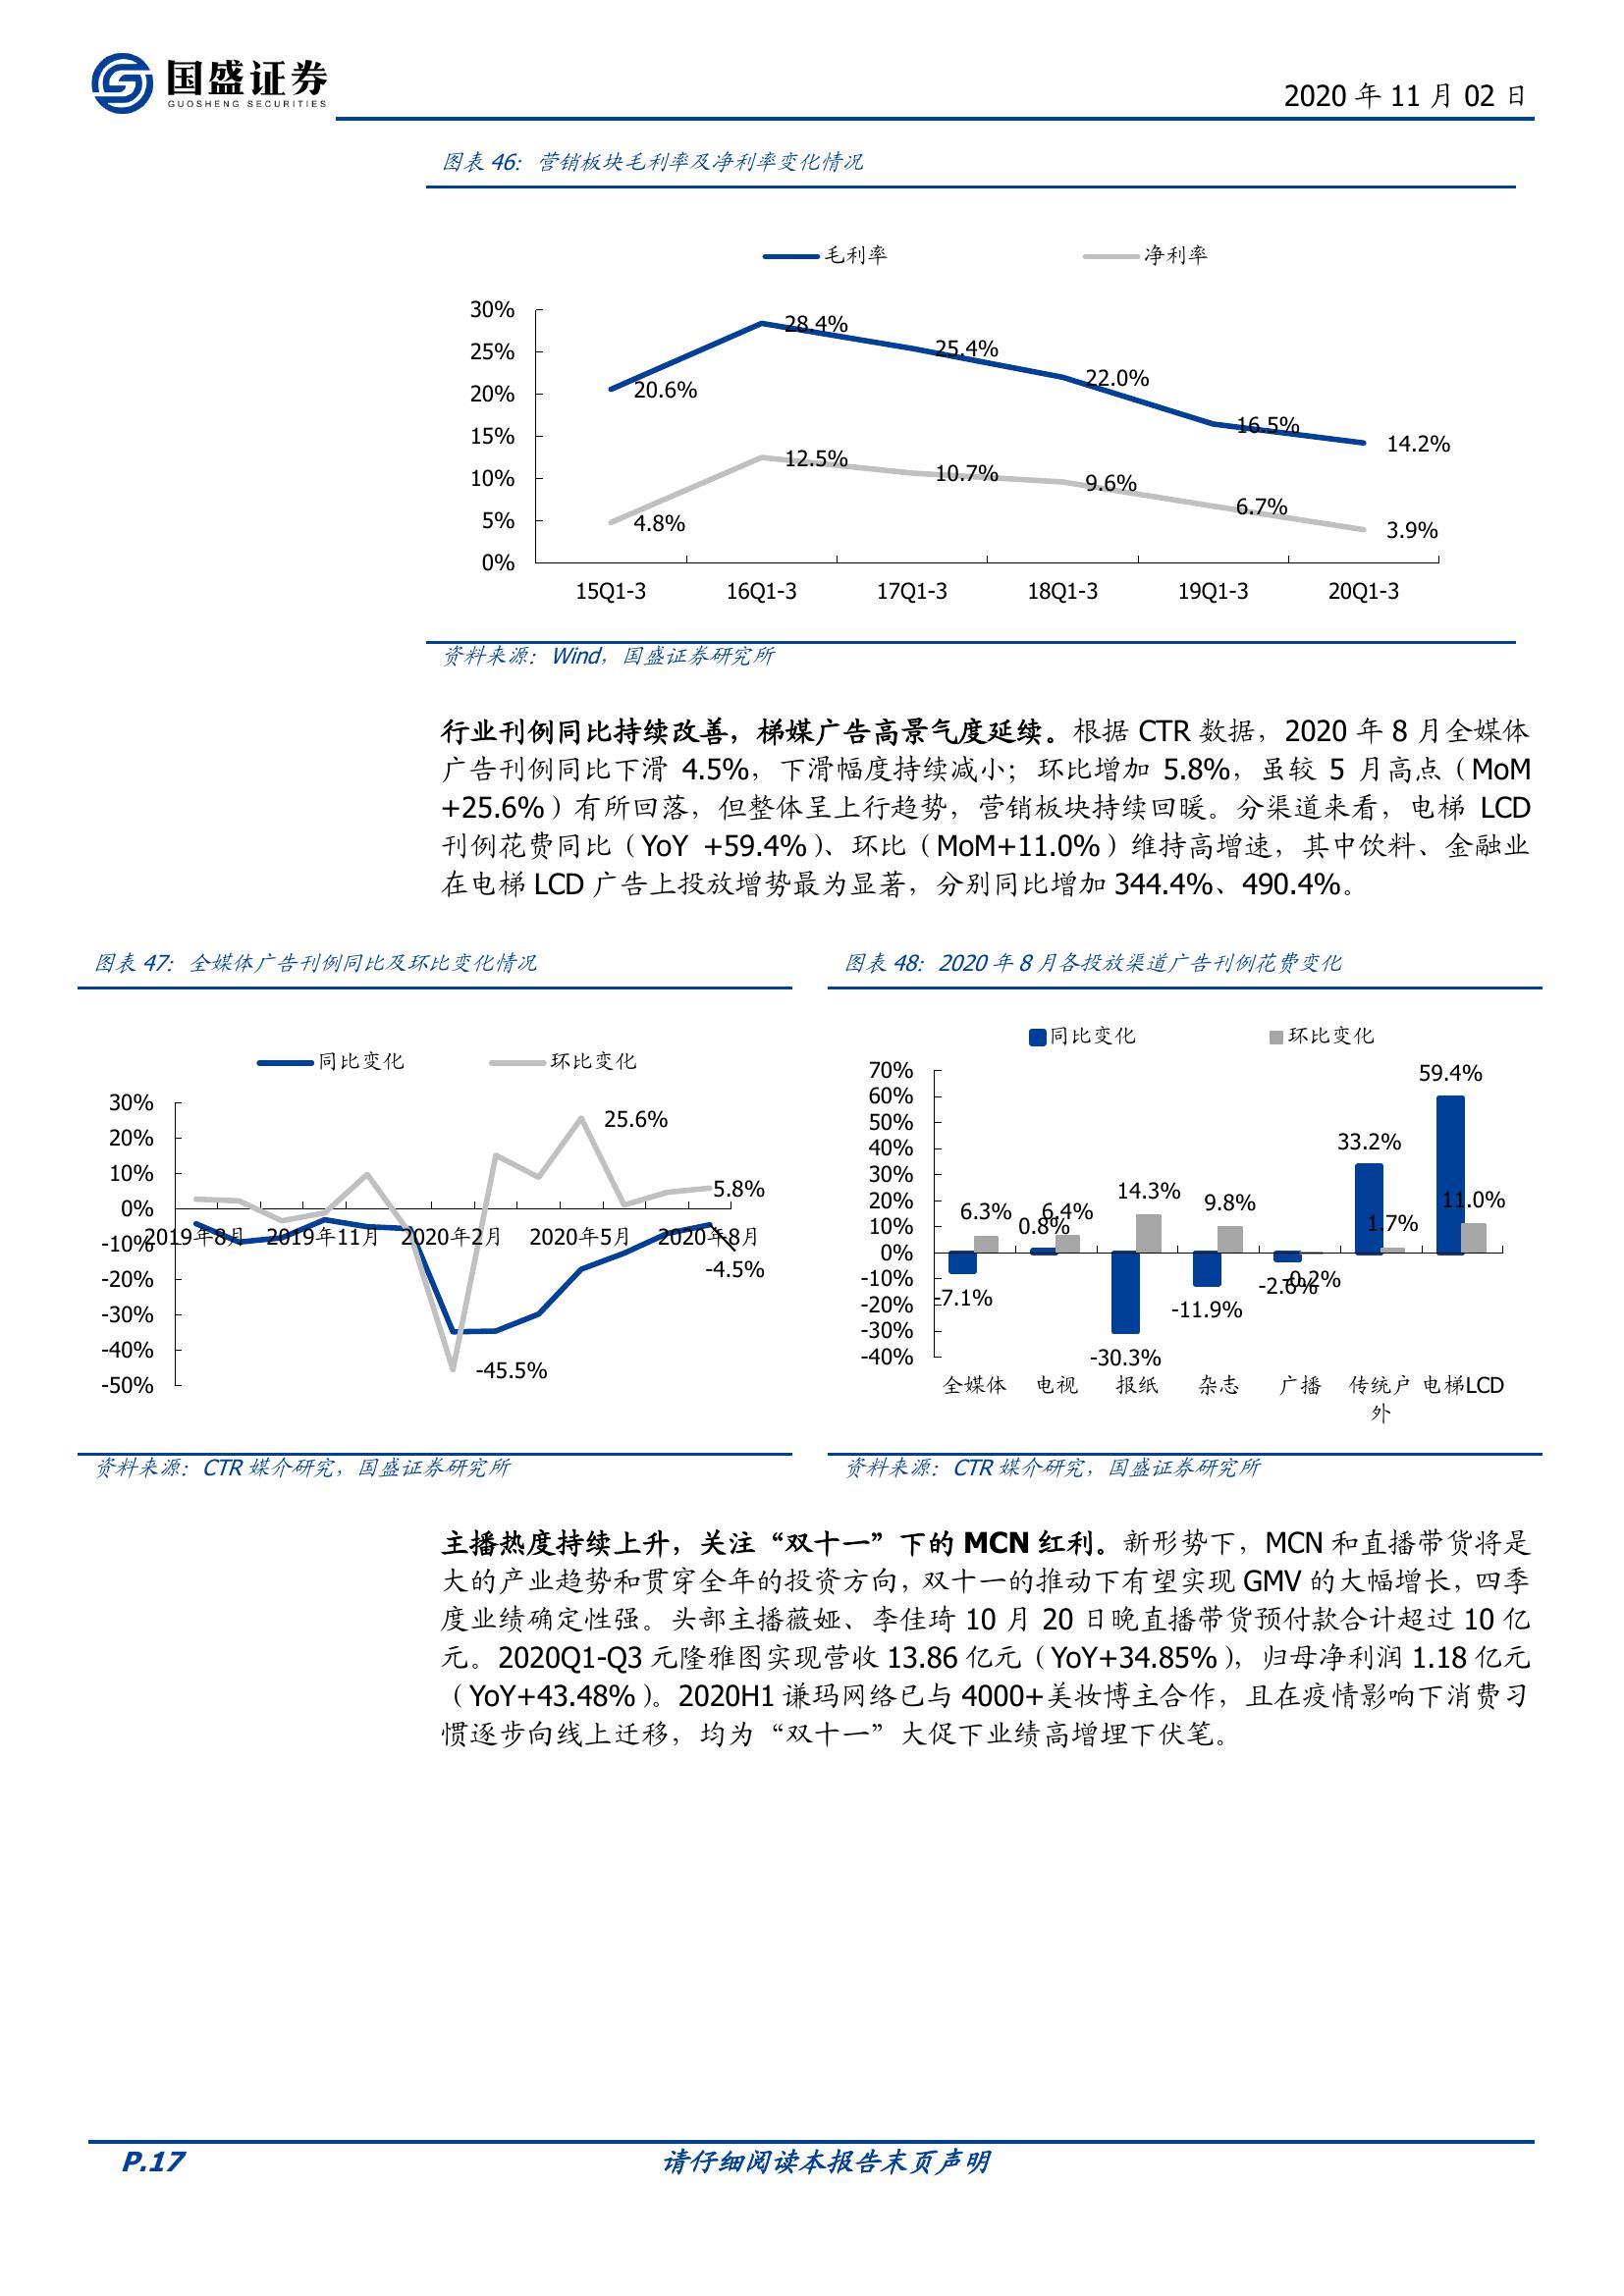 国盛证券
GUOSHENG SECURITIES
2020 年 11 月 02 日
图表 46：营销板块毛利率及净利率变化情况
毛利率 净利率
30%
25%
20%
15%
10%
5%
0%
20.6%
28.4%
25.4%
22.0%
16.5%
14.2%
4.8%
12.5%
10.7%
9.6%
6.7%
3.9%
15Q1-3 16Q1-3 17Q1-3 18Q1-3 19Q1-3 20Q1-3
资料来源：Wind，国盛证券研究所
行业刊例同比持续改善，梯媒广告高景气度延续。根据 CTR 数据，2020 年 8 月全媒体
广告刊例同比下滑 4.5%，下滑幅度持续减小；环比增加 5.8%，虽较 5 月高点（MoM
+25.6%）有所回落，但整体呈上行趋势，营销板块持续回暖。分渠道来看，电梯 LCD
刊例花费同比（YoY +59.4%）、环比（MoM+11.0%）维持高增速，其中饮料、金融业
在电梯 LCD 广告上投放增势最为显著，分别同比增加 344.4%、490.4%。
图表 47：全媒体广告刊例同比及环比变化情况
同比变化 环比变化
30%
20%
10%
0%
-10%
-20%
-30%
-40%
-50%
25.6%
5.8%
-4.5%
-45.5%
2019年8月 2019年11月 2020年2月 2020年5月 2020年8月
资料来源：CTR 媒介研究，国盛证券研究所
图表 48：2020 年 8 月各投放渠道广告刊例花费变化
同比变化 环比变化
70%
60%
50%
40%
30%
20%
10%
0%
-10%
-20%
-30%
-40%
-7.1%
6.3%
0.8%
6.4%
-30.3%
14.3%
-11.9%
9.8%
-2.6%
-0.2%
33.2%
1.7%
59.4%
11.0%
全媒体 电视 报纸 杂志 广播 传统户 电梯LCD
外
资料来源：CTR 媒介研究，国盛证券研究所
主播热度持续上升，关注“双十一”下的 MCN 红利。新形势下，MCN 和直播带货将是
大的产业趋势和贯穿全年的投资方向，双十一的推动下有望实现 GMV 的大幅增长，四季
度业绩确定性强。头部主播薇娅、李佳琦 10 月 20 日晚直播带货预付款合计超过 10 亿
元。2020Q1-Q3 元隆雅图实现营收 13.86 亿元（YoY+34.85%），归母净利润 1.18 亿元
（YoY+43.48%）。2020H1 谦玛网络已与 4000+美妆博主合作，且在疫情影响下消费习
惯逐步向线上迁移，均为“双十一”大促下业绩高增埋下伏笔。
P.17
请仔细阅读本报告末页声明